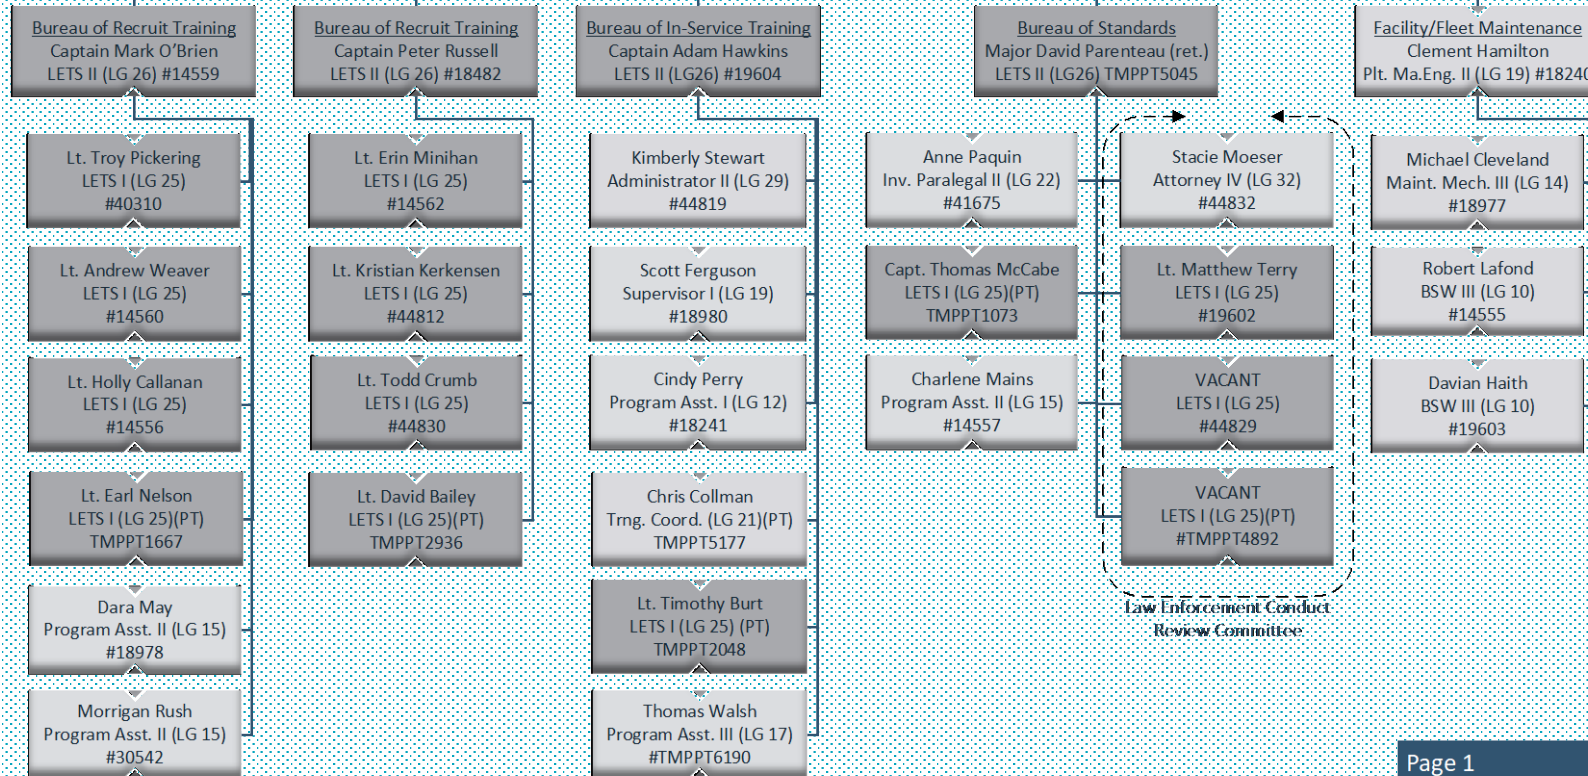 Bureau of Recruit Training
Captain Mark O'Brien
LETS II (LG 26) #14559
Lt. Troy Pickering
LETS I (LG 25)
#40310
Lt. Andrew Weaver
LETS I (LG 25)
#14560
Lt. Holly Callanan
LETS I (LG 25)
#14556
Lt. Earl Nelson
LETS I (LG 25)(PT)
TMPPT1667
Dara May
Program Asst. II (LG 15)
#18978
Morrigan Rush
Program Asst. II (LG 15)
#30542
Bureau of Recruit Training
Captain Peter Russell
LETS II (LG 26) #18482
Lt. Erin Minihan
LETS I (LG 25)
#14562
Lt. Kristian Kerkensen
LETS I (LG 25)
#44812
Lt. Todd Crumb
LETS I (LG 25)
#44830
Lt. David Bailey
LETS I (LG 25)(PT)
TMPPT2936
Bureau of In-Service Training
Captain Adam Hawkins
LETS II (LG26) #19604
Kimberly Stewart
Administrator II (LG 29)
#44819
Scott Ferguson
Supervisor I (LG 19)
#18980
Cindy Perry
Program Asst. I (LG 12)
#18241
Chris Collman
Trng. Coord. (LG 21)(PT)
TMPPT5177
Lt. Timothy Burt
LETS I (LG 25) (PT)
TMPPT2048
Thomas Walsh
Program Asst. III (LG 17)
#TMPPT6190
Bureau of Standards
Major David Parenteau (ret.)
LETS II (LG26) TMPPT5045
Anne Paquin
Inv. Paralegal II (LG 22)
#41675
Capt. Thomas McCabe
LETS I (LG 25)(PT)
TMPPT1073
Charlene Mains
Program Asst. II (LG 15)
#14557
Stacie Moeser
Attorney IV (LG 32)
#44832
Lt. Matthew Terry
LETS I (LG 25)
#19602
VACANT
LETS I (LG 25)
#44829
VACANT
LETS I (LG 25)(PT)
#TMPPT4892
Law Enforcement Conduct
Review Committee
Facility/Fleet Maintenance
Clement Hamilton
Plt. Ma.Eng. II (LG 19) #18240
Michael Cleveland
Maint. Mech. III (LG 14)
#18977
Robert Lafond
BSW III (LG 10)
#14555
Davian Haith
BSW III (LG 10)
#19603
Page 1